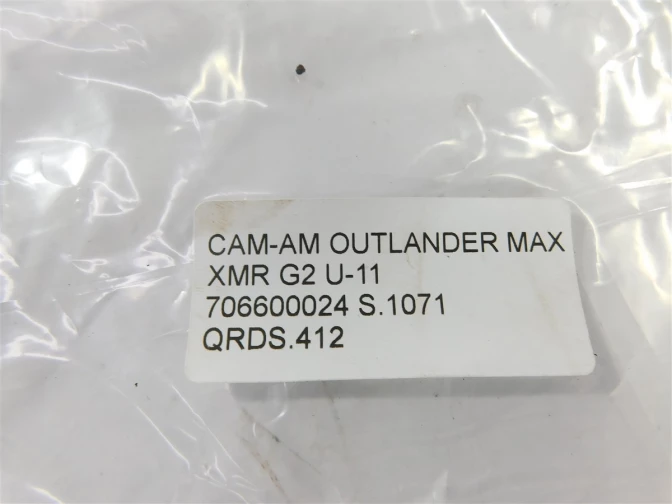 CAM-AM OUTLANDER MAX
XMR G2 U-11
706600024 S.1071
QRDS.412